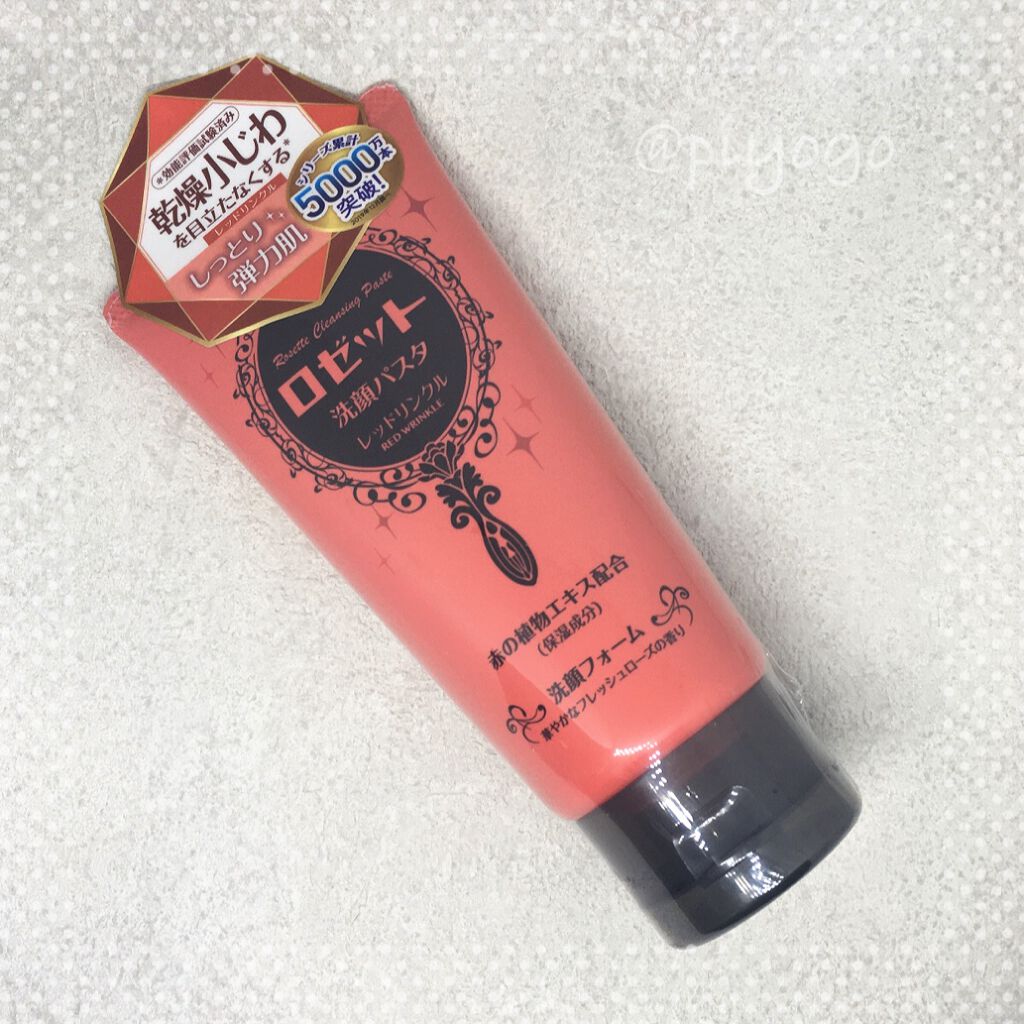 *効能評価試験済み
乾燥小じわ
を目立たなくする*
レッドリンクル
しっとり
弾力肌
シリーズ累計
5000万本
突破!
Rosette Cleansing Paste
ロゼット
洗顔パスタ
レッドリンクル
RED WRINKLE
赤の植物エキス配合
(保湿成分)
洗顔フォーム
華やかなフレッシュローズの香り